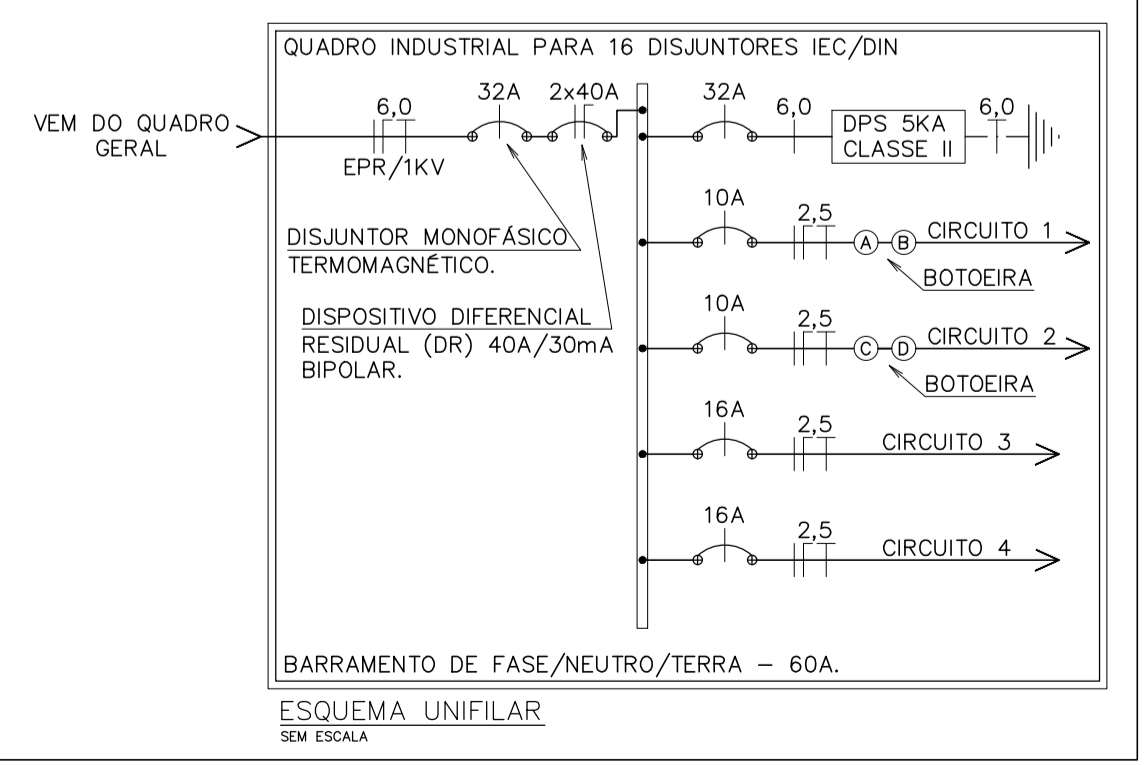 QUADRO INDUSTRIAL PARA 16 DISJUNTORES IEC/DIN
VEM DO QUADRO
GERAL
6,0
EPR/1KV
32A
2x40A
32A
6,0
DPS 5KA
CLASSE II
6,0
DISJUNTOR MONOFÁSICO
TERMOMAGNÉTICO.
DISPOSITIVO DIFERENCIAL
RESIDUAL (DR) 40A/30mA
BIPOLAR.
10A
2,5
A
B
CIRCUITO 1
BOTOEIRA
10A
2,5
C
D
CIRCUITO 2
BOTOEIRA
16A
2,5
CIRCUITO 3
16A
2,5
CIRCUITO 4
BARRAMENTO DE FASE/NEUTRO/TERRA – 60A.
ESQUEMA UNIFILAR
SEM ESCALA